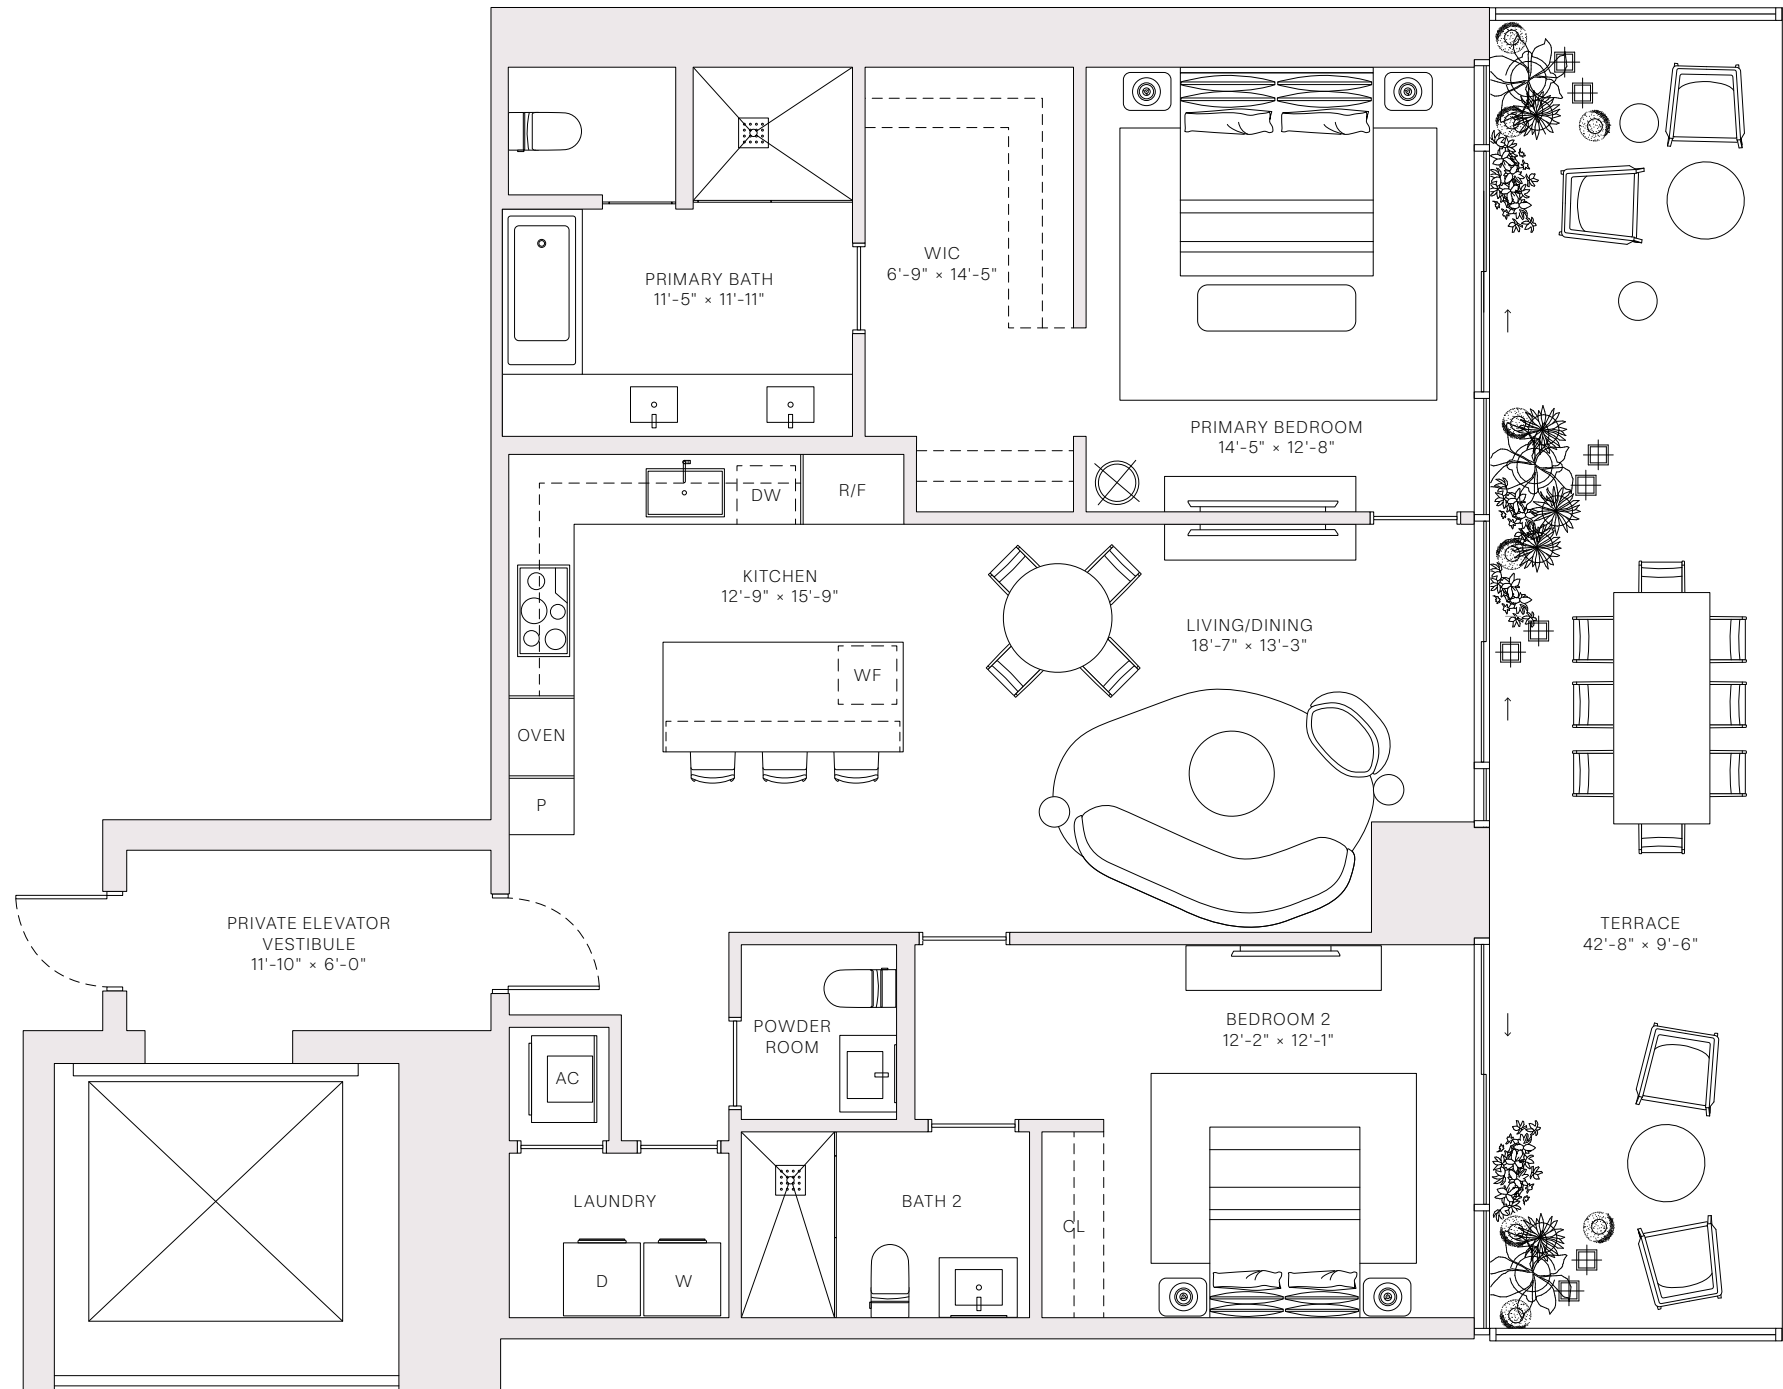 PRIMARY BATH
11'-5" × 11'-11"
WIC
6'-9" × 14'-5"
PRIMARY BEDROOM
14'-5" × 12'-8"
DW
R/F
KITCHEN
12'-9" × 15'-9"
LIVING/DINING
18'-7" × 13'-3"
WF
OVEN
P
PRIVATE ELEVATOR
VESTIBULE
11'-10" × 6'-0"
TERRACE
42'-8" × 9'-6"
POWDER
ROOM
BEDROOM 2
12'-2" × 12'-1"
AC
LAUNDRY
BATH 2
CL
D
W